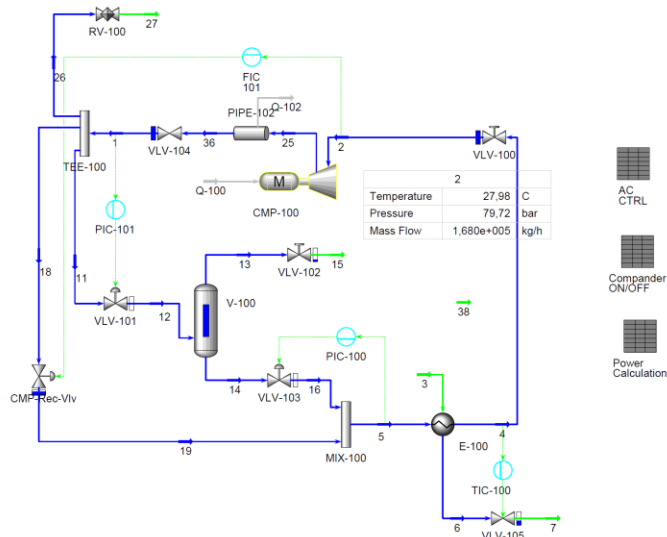 RV-100
27
26
FIC
101
Q-102
PIPE-102
1
VLV-104
36
25
2
VLV-100
TEE-100
Q-100
M
CMP-100
2
Temperature 27,98 C
Pressure 79,72 bar
Mass Flow 1,680e+005 kg/h
AC
CTRL
PIC-101
18
11
13
VLV-102
15
Compander
ON/OFF
VLV-101
12
V-100
38
PIC-100
Power
Calculation
3
CMP-Rec-Vlv
14
VLV-103
16
5
4
E-100
19
MIX-100
TIC-100
6
VLV-105
7